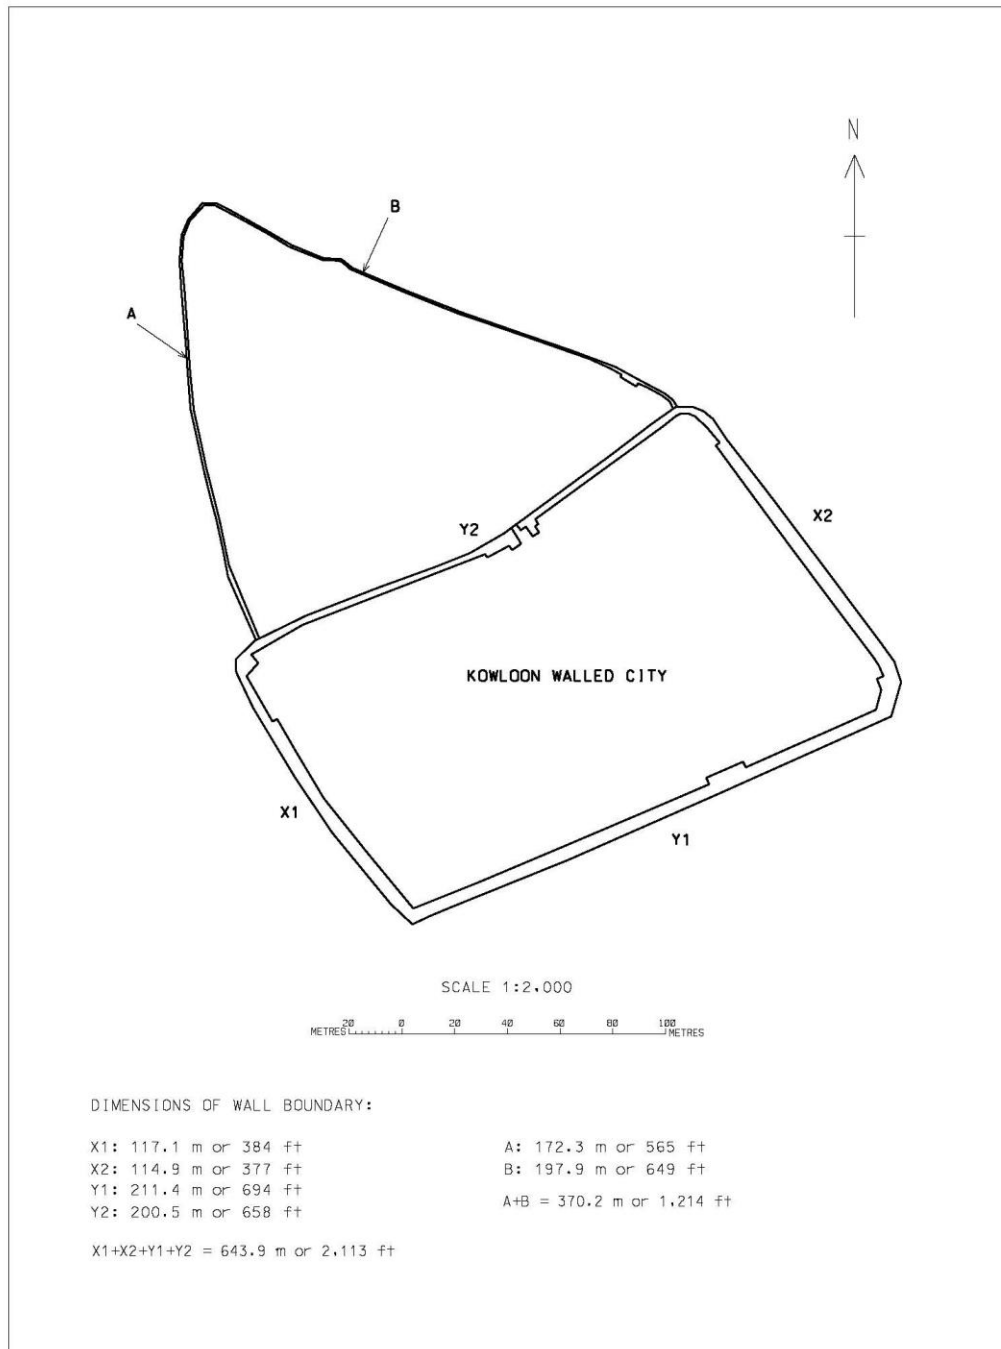 N
B
A
X2
Y2
KOWLOON WALLED CITY
X1
Y1
SCALE 1:2,000
METRES 20 0 20 40 60 80 100 METRES
DIMENSIONS OF WALL BOUNDARY:
X1: 117.1 m or 384 ft
X2: 114.9 m or 377 ft
Y1: 211.4 m or 694 ft
Y2: 200.5 m or 658 ft
X1+X2+Y1+Y2 = 643.9 m or 2,113 ft
A: 172.3 m or 565 ft
B: 197.9 m or 649 ft
A+B = 370.2 m or 1,214 ft